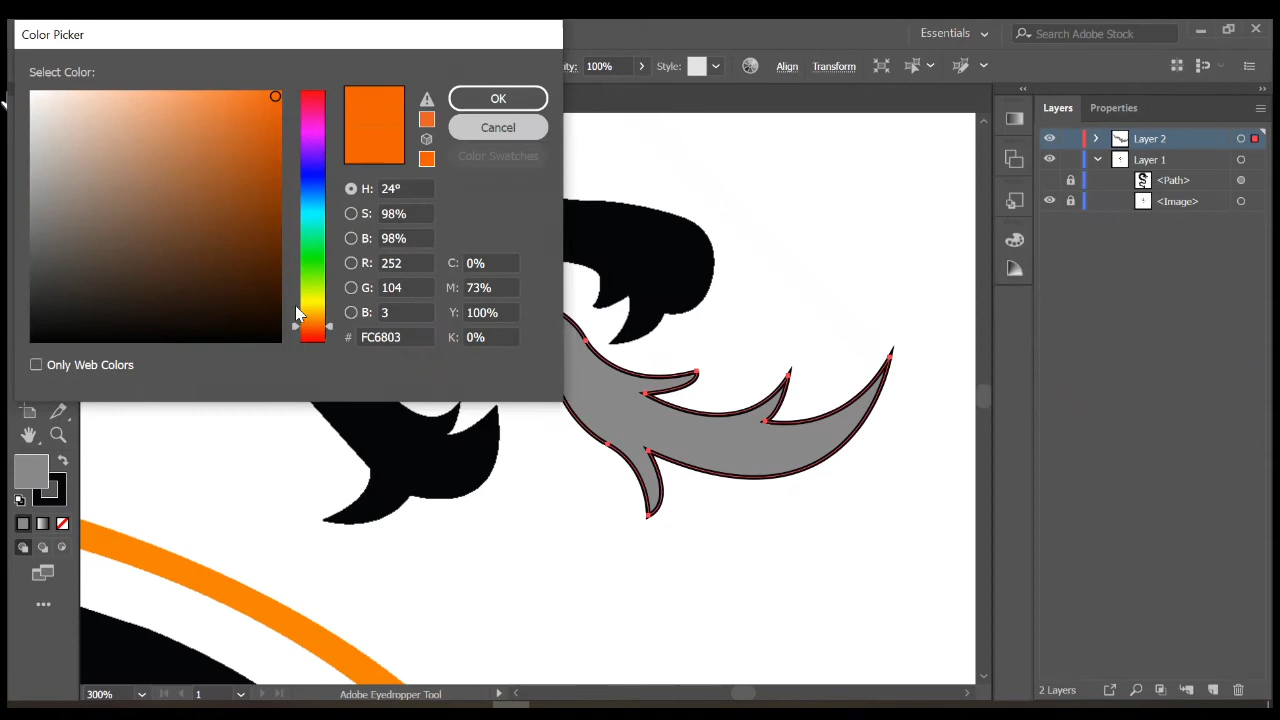 Color Picker
Essentials
Search Adobe Stock
Select Color:
OK
Cancel
Color Swatches
H: 24°
S: 98%
B: 98%
R: 252
C: 0%
G: 104
M: 73%
B: 3
Y: 100%
# FC6803
K: 0%
Only Web Colors
ity: 100%
Style:
Align
Transform
Layers
Properties
Layer 2
Layer 1
<Path>
<Image>
300%
1
Adobe Eyedropper Tool
2 Layers